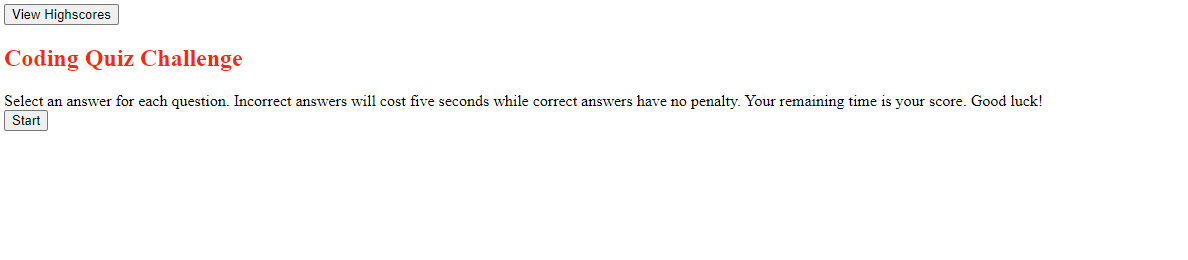 View Highscores
Coding Quiz Challenge
Select an answer for each question. Incorrect answers will cost five seconds while correct answers have no penalty. Your remaining time is your score. Good luck!
Start